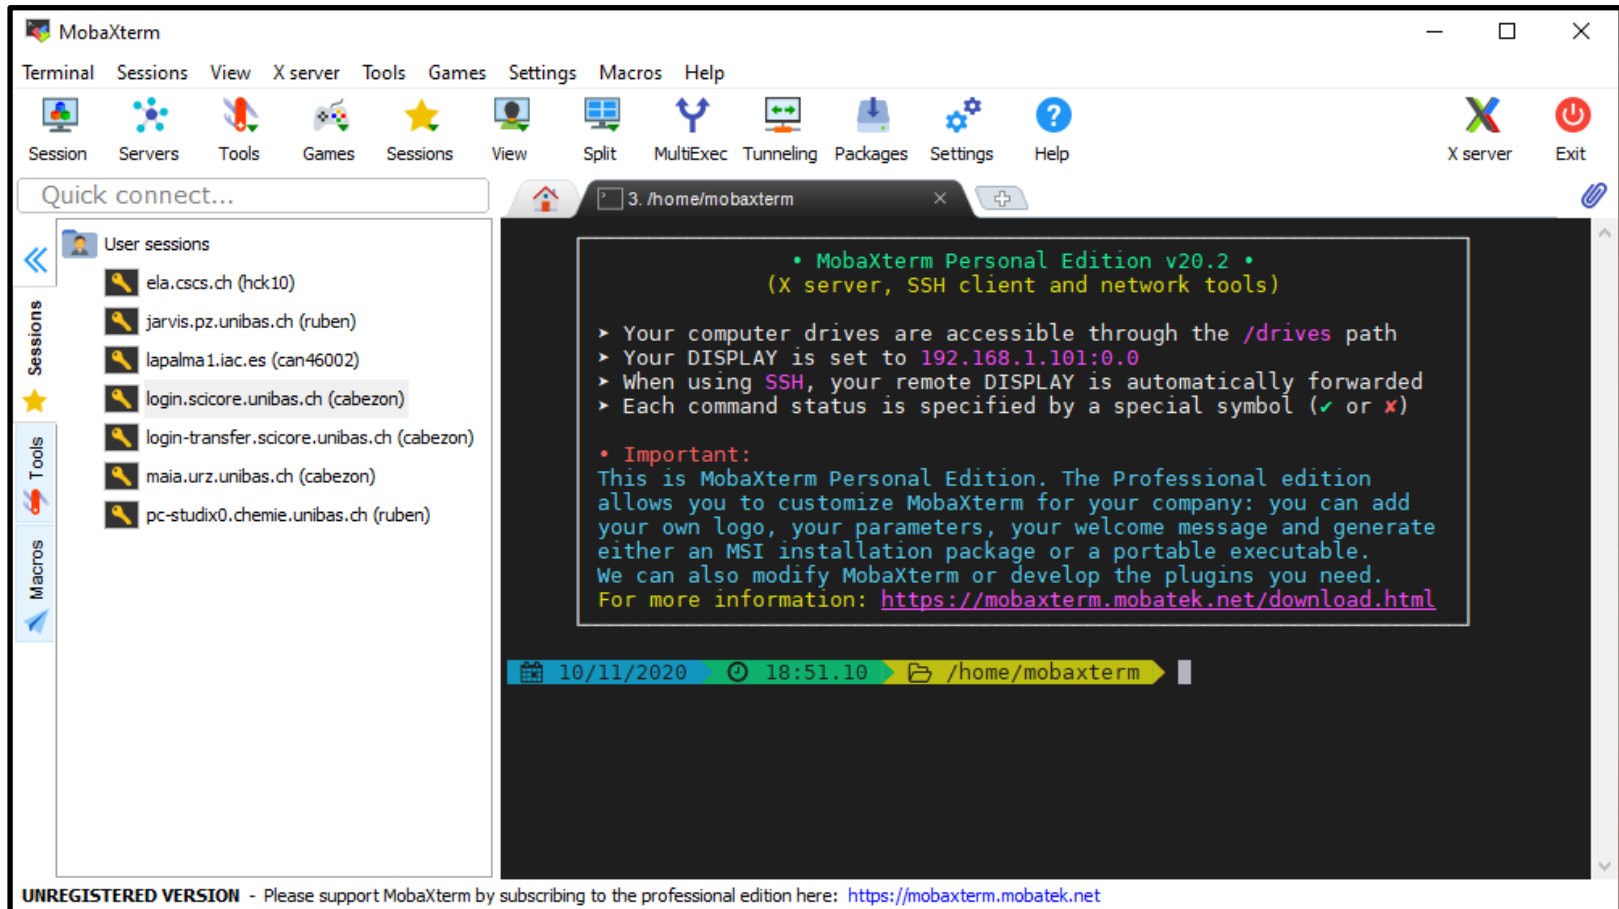 MobaXterm
Terminal Sessions View X server Tools Games Settings Macros Help
Session Servers Tools Games Sessions View Split MultiExec Tunneling Packages Settings Help X server Exit
Quick connect...
3. /home/mobaxterm
User sessions
ela.cscs.ch (hck10)
jarvis.pz.unibas.ch (ruben)
lapalma1.iac.es (can46002)
login.scicore.unibas.ch (cabezon)
login-transfer.scicore.unibas.ch (cabezon)
maia.urz.unibas.ch (cabezon)
pc-studix0.chemie.unibas.ch (ruben)
Sessions
Tools
Macros
• MobaXterm Personal Edition v20.2 •
(X server, SSH client and network tools)
➤ Your computer drives are accessible through the /drives path
➤ Your DISPLAY is set to 192.168.1.101:0.0
➤ When using SSH, your remote DISPLAY is automatically forwarded
➤ Each command status is specified by a special symbol (✔ or ✘)
• Important:
This is MobaXterm Personal Edition. The Professional edition
allows you to customize MobaXterm for your company: you can add
your own logo, your parameters, your welcome message and generate
either an MSI installation package or a portable executable.
We can also modify MobaXterm or develop the plugins you need.
For more information: https://mobaxterm.mobatek.net/download.html
10/11/2020 18:51.10 /home/mobaxterm
UNREGISTERED VERSION - Please support MobaXterm by subscribing to the professional edition here: https://mobaxterm.mobatek.net